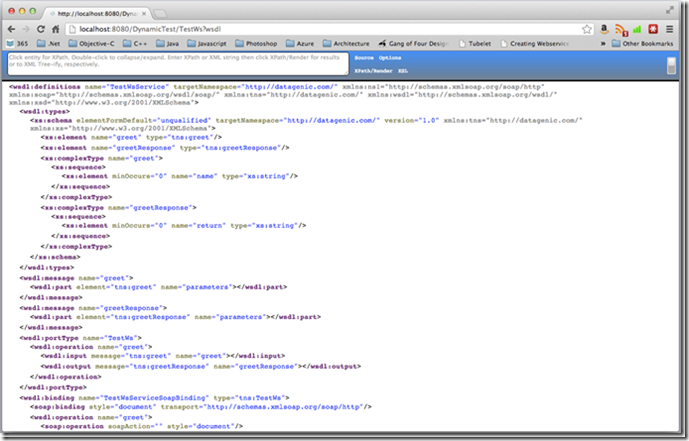 http://localhost:8080/Dyna
localhost:8080/DynamicTest/TestWs?wsdl
365 .Net Objective-C C++ Java Javascript Photoshop Azure Architecture Gang of Four Design Tubelet Creating Webservice » Other Bookmarks
Click entity for XPath. Double-click to collapse/expand. Enter XPath or XML string then click XPath/Render for results Source Options
or to XML Tree-ify, respectively. XPath/Render XSL
<wsdl:definitions name="TestWsService" targetNamespace="http://datagenic.com/" xmlns:ns1="http://schemas.xmlsoap.org/soap/http"
xmlns:soap="http://schemas.xmlsoap.org/wsdl/soap/" xmlns:tns="http://datagenic.com/" xmlns:wsdl="http://schemas.xmlsoap.org/wsdl/"
xmlns:xsd="http://www.w3.org/2001/XMLSchema">
<wsdl:types>
<xs:schema elementFormDefault="unqualified" targetNamespace="http://datagenic.com/" version="1.0" xmlns:tns="http://datagenic.com/"
xmlns:xs="http://www.w3.org/2001/XMLSchema">
<xs:element name="greet" type="tns:greet"/>
<xs:element name="greetResponse" type="tns:greetResponse"/>
<xs:complexType name="greet">
<xs:sequence>
<xs:element minOccurs="0" name="name" type="xs:string"/>
</xs:sequence>
</xs:complexType>
<xs:complexType name="greetResponse">
<xs:sequence>
<xs:element minOccurs="0" name="return" type="xs:string"/>
</xs:sequence>
</xs:complexType>
</xs:schema>
</wsdl:types>
<wsdl:message name="greet">
<wsdl:part element="tns:greet" name="parameters"></wsdl:part>
</wsdl:message>
<wsdl:message name="greetResponse">
<wsdl:part element="tns:greetResponse" name="parameters"></wsdl:part>
</wsdl:message>
<wsdl:portType name="TestWs">
<wsdl:operation name="greet">
<wsdl:input message="tns:greet" name="greet"></wsdl:input>
<wsdl:output message="tns:greetResponse" name="greetResponse"></wsdl:output>
</wsdl:operation>
</wsdl:portType>
<wsdl:binding name="TestWsServiceSoapBinding" type="tns:TestWs">
<soap:binding style="document" transport="http://schemas.xmlsoap.org/soap/http"/>
<wsdl:operation name="greet">
<soap:operation soapAction="" style="document"/>